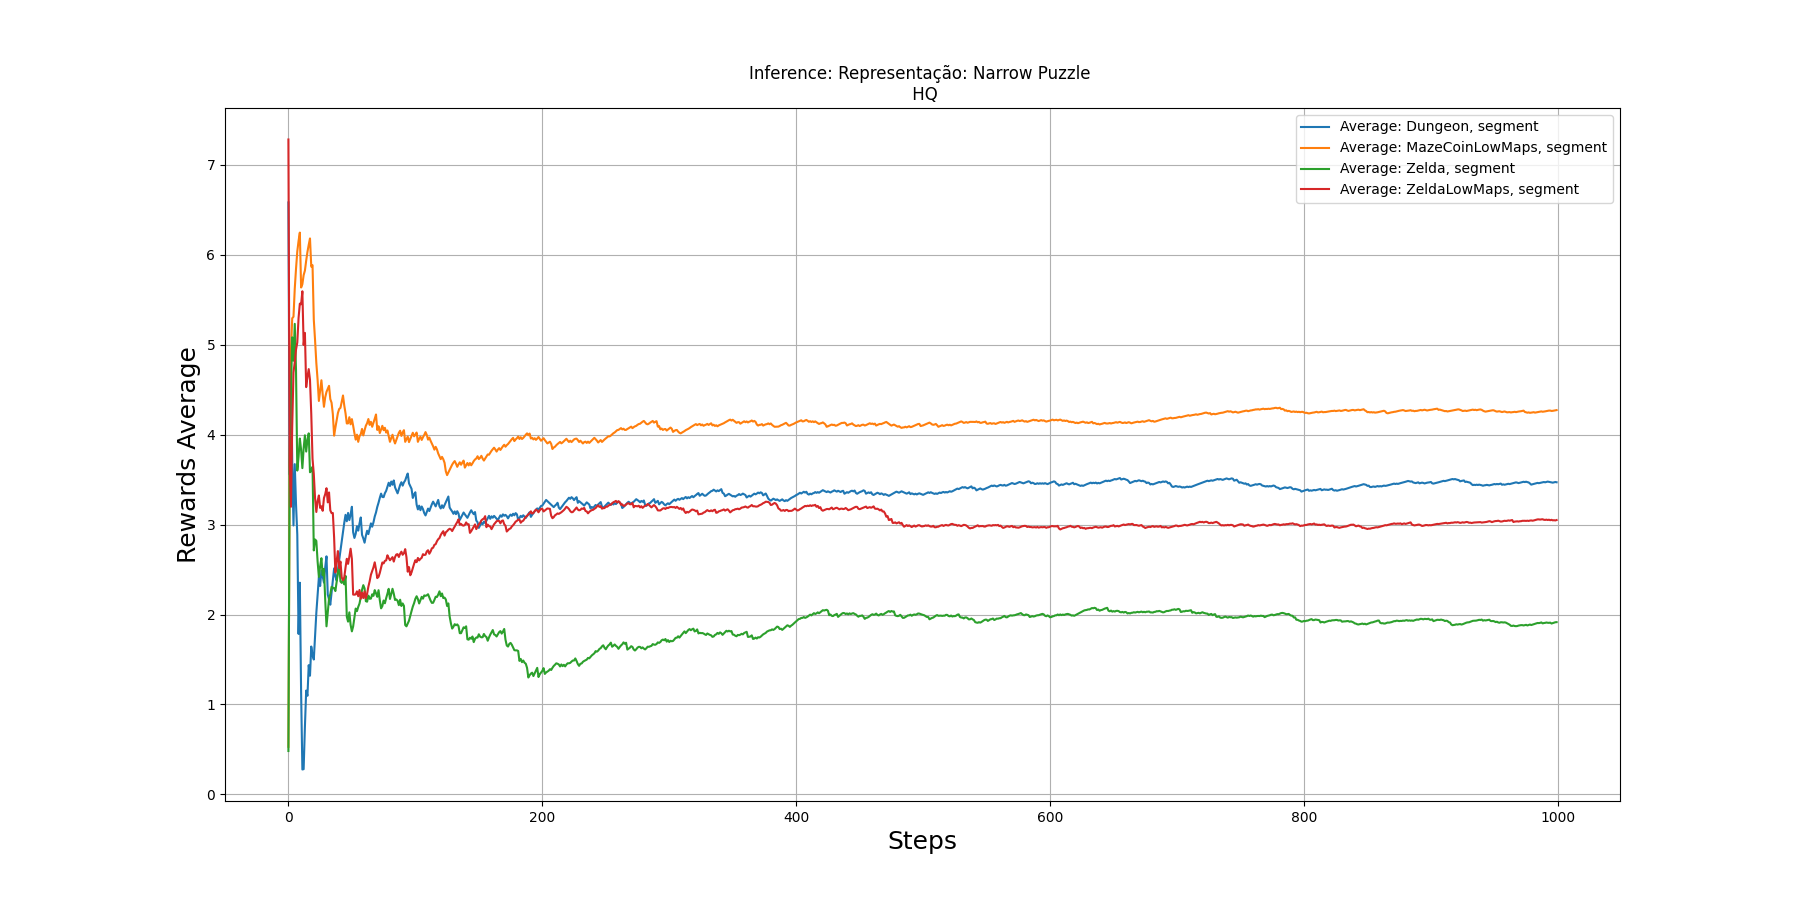 Inference: Representação: Narrow Puzzle
HQ
Average: Dungeon, segment
Average: MazeCoinLowMaps, segment
Average: Zelda, segment
Average: ZeldaLowMaps, segment
Rewards Average
7
6
5
4
3
2
1
0
0 200 400 600 800 1000
Steps